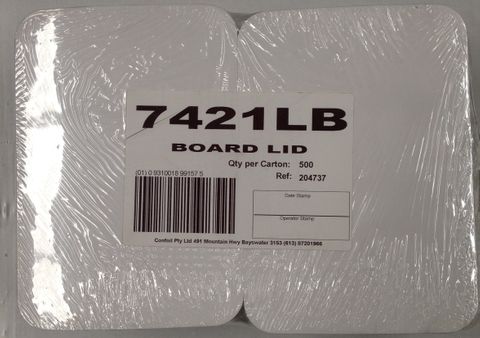 7421LB
BOARD LID
Qty per Carton: 500
Ref: 204737
(01) 0 9310018 99157 5
Date Stamp
Operator Stamp
Confoil Pty Ltd 491 Mountain Hwy Bayswater 3153 (613) 87201966